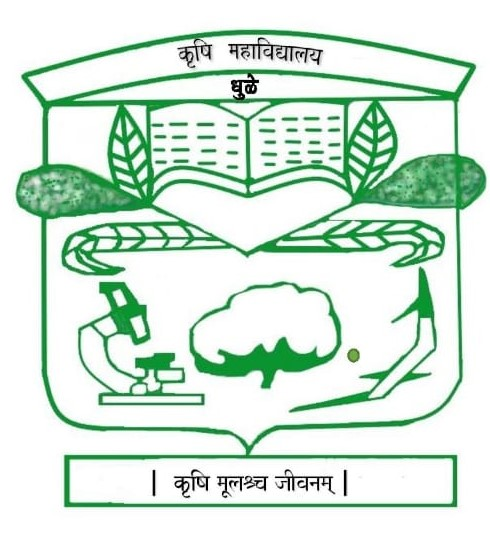 कृषि महाविद्यालय
धुळे
| कृषि मूलश्च जीवनम् |